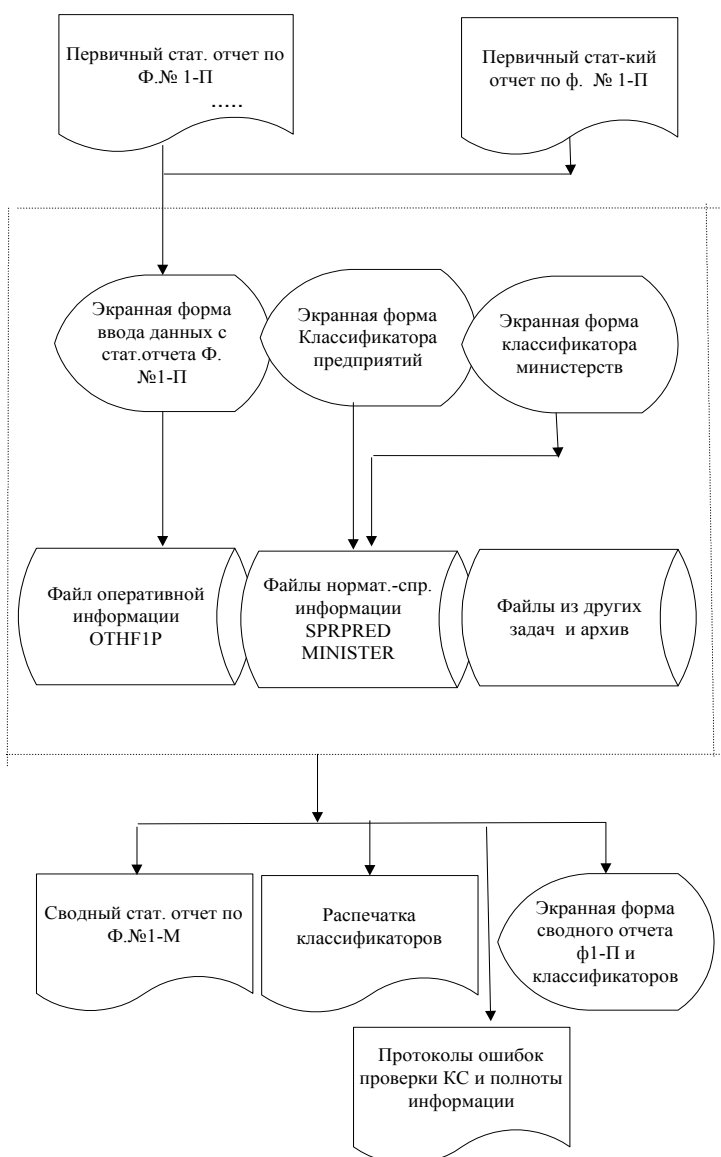 Первичный стат. отчет по
Ф.№ 1-П
.....
Первичный стат-кий
отчет по ф. № 1-П
Экранная форма
ввода данных с
стат.отчета Ф.
№1-П
Экранная форма
Классификатора
предприятий
Экранная форма
классификатора
министерств
Файл оперативной
информации
OTHF1P
Файлы нормат.-спр.
информации
SPRPRED
MINISTER
Файлы из других
задач и архив
Сводный стат. отчет по
Ф.№1-М
Распечатка
классификаторов
Экранная форма
сводного отчета
ф1-П и
классификаторов
Протоколы ошибок
проверки КС и полноты
информации